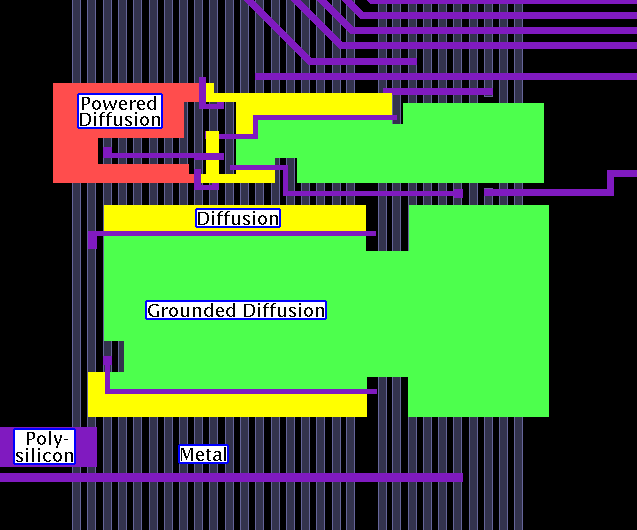 Powered
Diffusion
Diffusion
Grounded Diffusion
Poly-
silicon
Metal